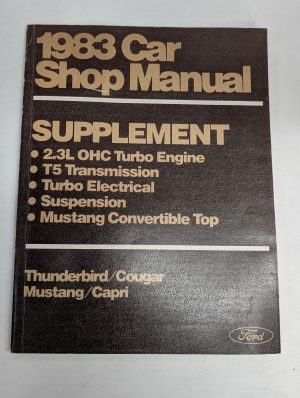 1983 Car
Shop Manual
SUPPLEMENT
• 2.3L OHC Turbo Engine
• T5 Transmission
• Turbo Electrical
• Suspension
• Mustang Convertible Top
Thunderbird/Cougar
Mustang/Capri
Ford